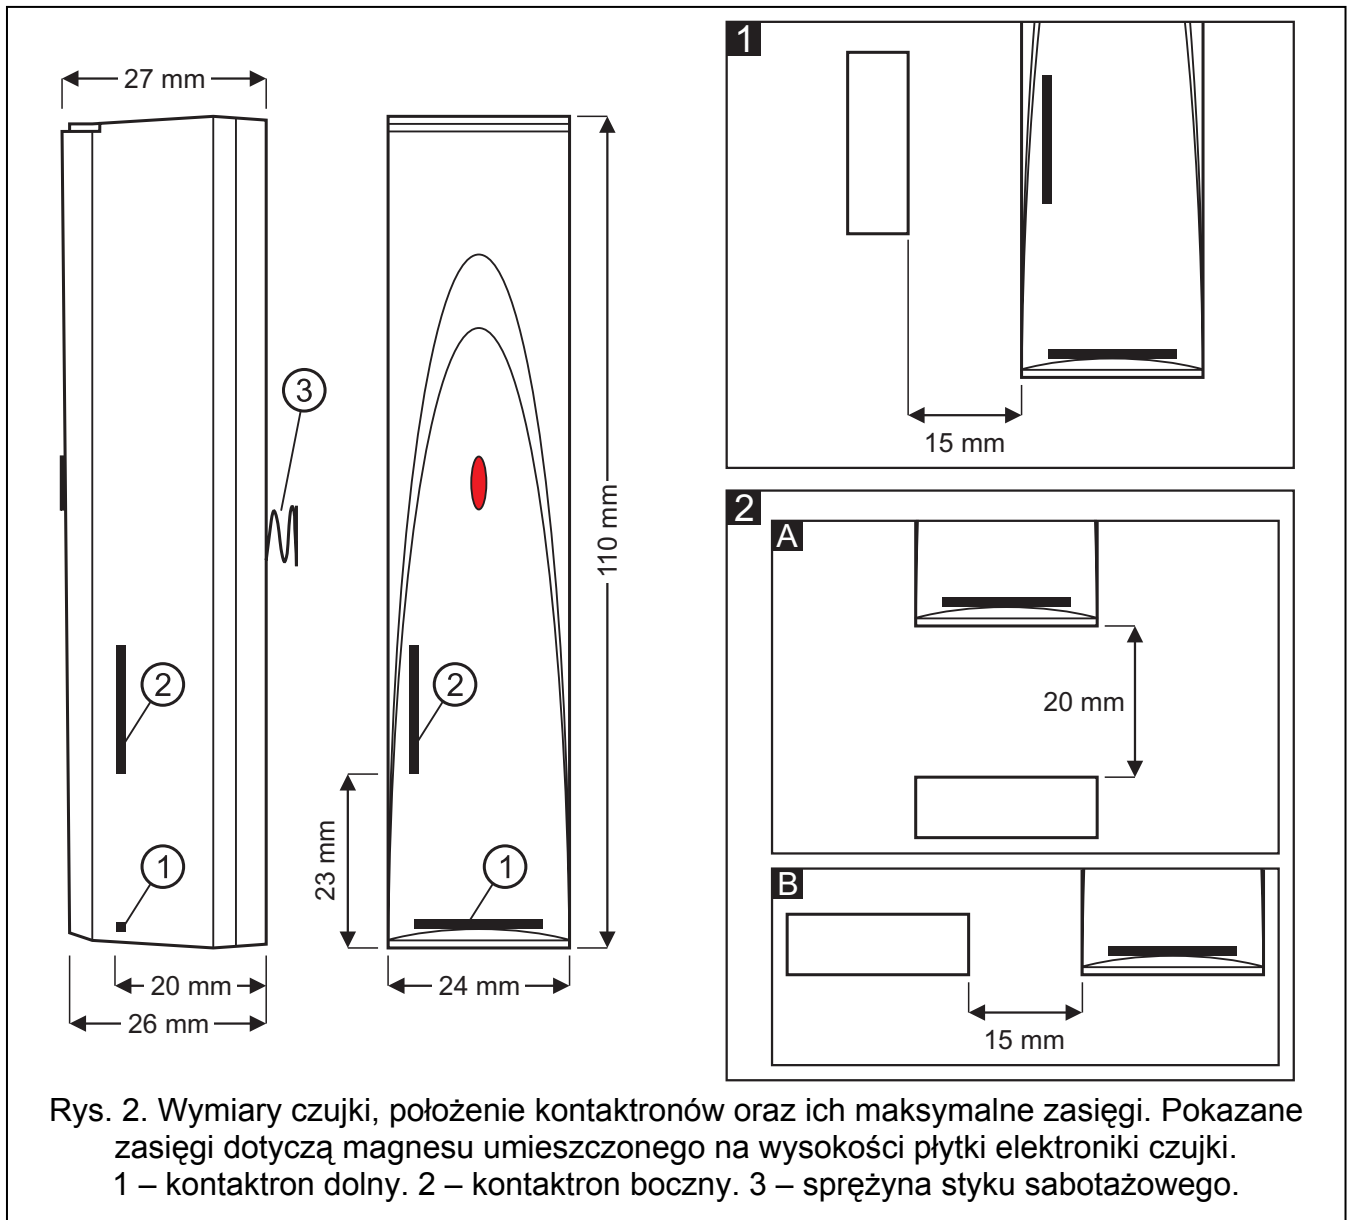 27 mm
3
2
2
1
1
110 mm
23 mm
20 mm
24 mm
26 mm
1
15 mm
2
A
20 mm
B
15 mm
Rys. 2. Wymiary czujki, położenie kontaktronów oraz ich maksymalne zasięgi. Pokazane
zasięgi dotyczą magnesu umieszczonego na wysokości płytki elektroniki czujki.
1 – kontaktron dolny. 2 – kontaktron boczny. 3 – sprężyna styku sabotażowego.